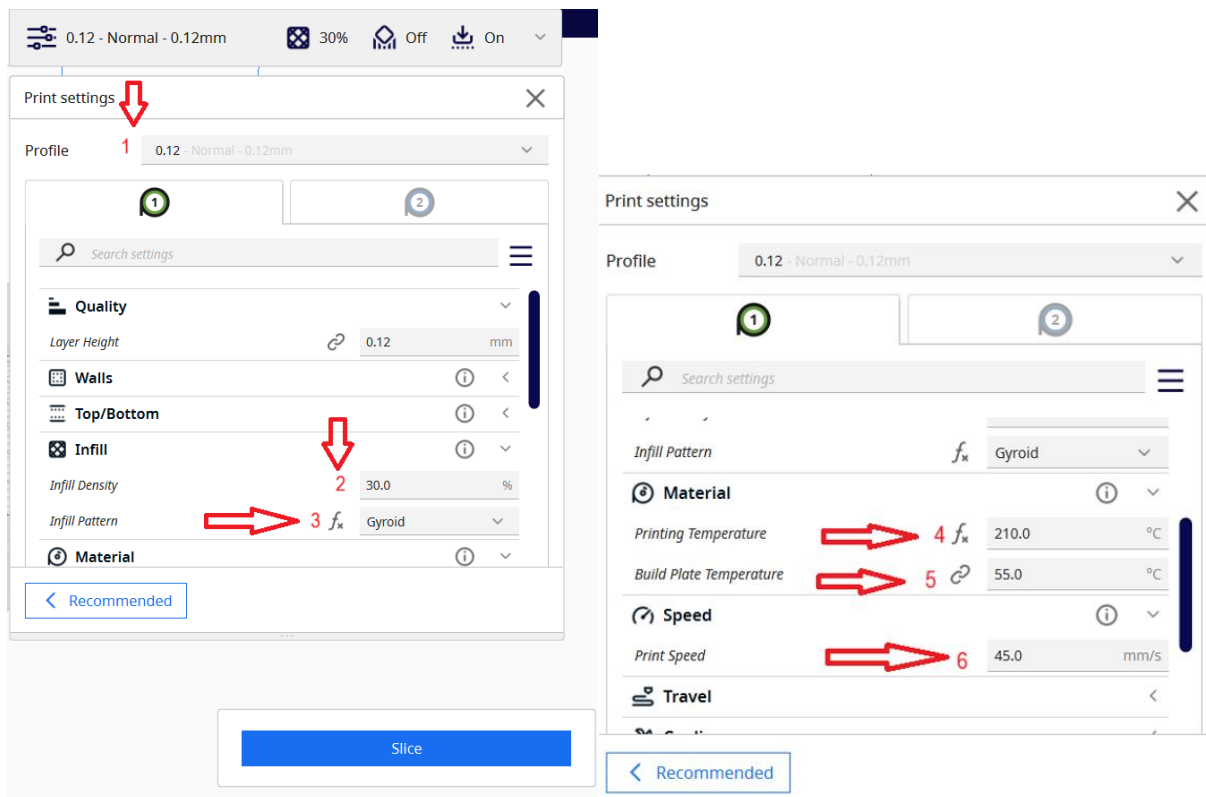 0.12 - Normal - 0.12mm 30% Off On
Print settings
Profile 1 0.12 - Normal - 0.12mm
1 2
Search settings
Quality
Layer Height 0.12 mm
Walls
Top/Bottom
Infill
Infill Density 2 30.0 %
Infill Pattern 3 fx Gyroid
Material
Recommended
Slice
Print settings
Profile 0.12 - Normal - 0.12mm
1 2
Search settings
Infill Pattern fx Gyroid
Material
Printing Temperature 4 fx 210.0 °C
Build Plate Temperature 5 55.0 °C
Speed
Print Speed 6 45.0 mm/s
Travel
Recommended